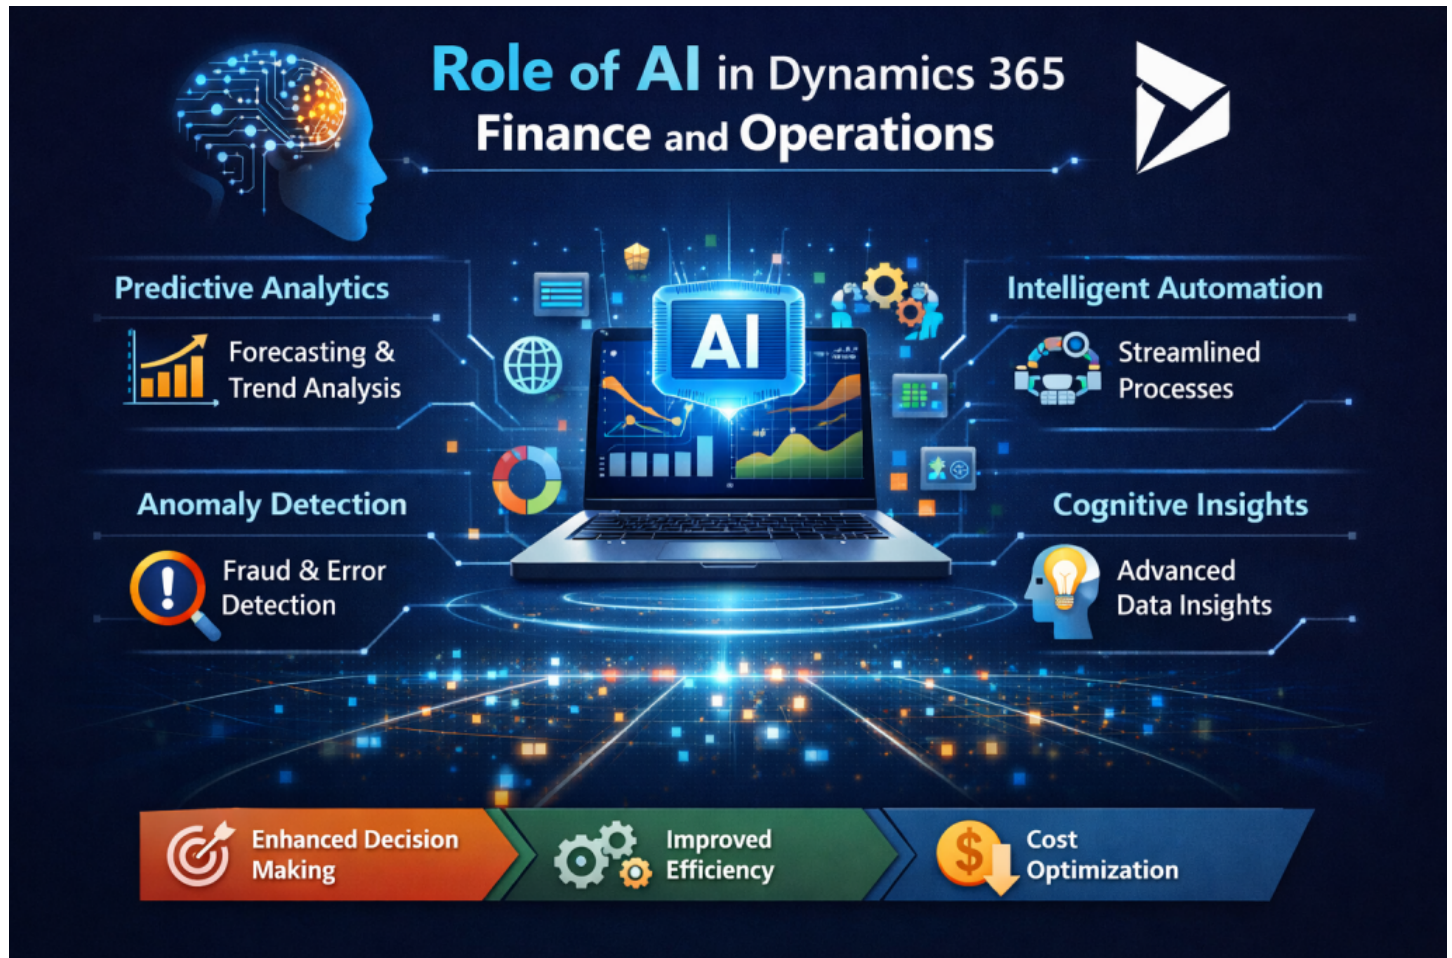 Role of AI in Dynamics 365
Finance and Operations
Predictive Analytics
Forecasting &
Trend Analysis
Anomaly Detection
Fraud & Error
Detection
AI
Intelligent Automation
Streamlined
Processes
Cognitive Insights
Advanced
Data Insights
Enhanced Decision
Making
Improved
Efficiency
$
Cost
Optimization